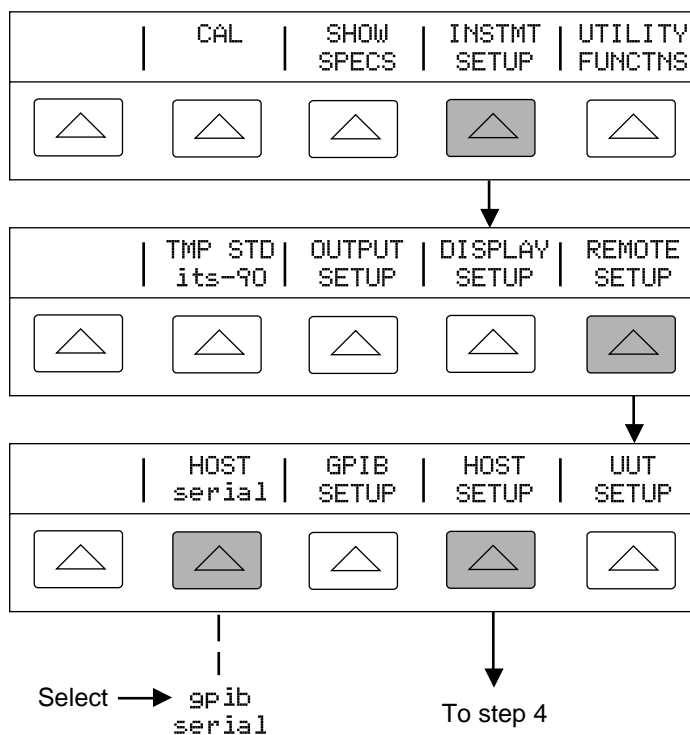 CAL | SHOW | INSTMT | UTILITY
SPECS | SETUP | FUNCTNS
TMP STD | OUTPUT | DISPLAY | REMOTE
its-90 | SETUP | SETUP | SETUP
HOST | GPIB | HOST | UUT
serial | SETUP | SETUP | SETUP
Select gpib
serial
To step 4